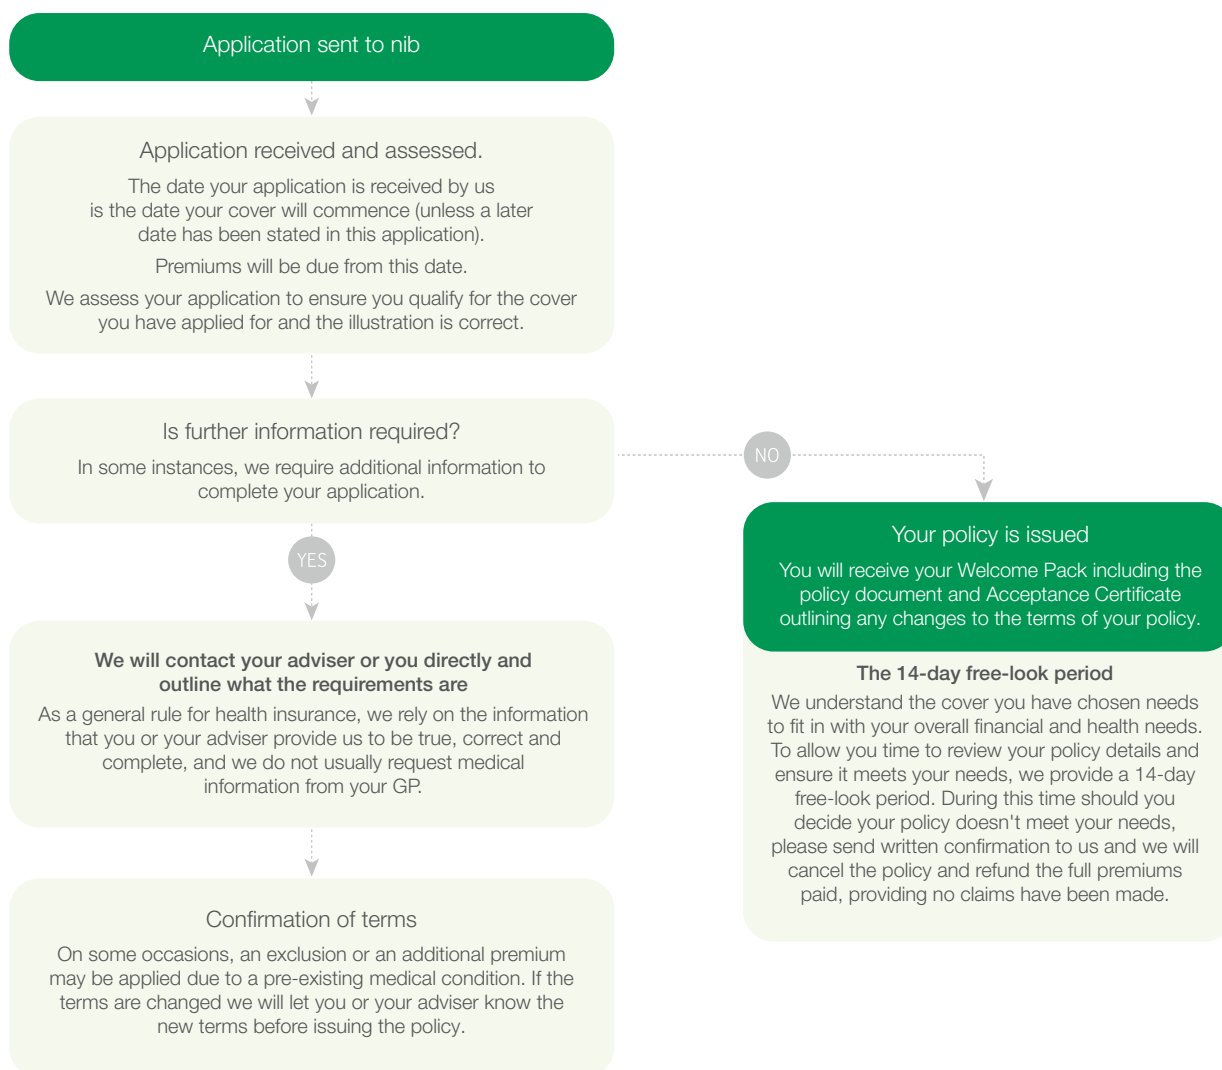 Application sent to nib
Application received and assessed.
The date your application is received by us
is the date your cover will commence (unless a later
date has been stated in this application).
Premiums will be due from this date.
We assess your application to ensure you qualify for the cover
you have applied for and the illustration is correct.
Is further information required?
In some instances, we require additional information to
complete your application.
YES
We will contact your adviser or you directly and
outline what the requirements are
As a general rule for health insurance, we rely on the information
that you or your adviser provide us to be true, correct and
complete, and we do not usually request medical
information from your GP.
Confirmation of terms
On some occasions, an exclusion or an additional premium
may be applied due to a pre-existing medical condition. If the
terms are changed we will let you or your adviser know the
new terms before issuing the policy.
NO
Your policy is issued
You will receive your Welcome Pack including the
policy document and Acceptance Certificate
outlining any changes to the terms of your policy.
The 14-day free-look period
We understand the cover you have chosen needs
to fit in with your overall financial and health needs.
To allow you time to review your policy details and
ensure it meets your needs, we provide a 14-day
free-look period. During this time should you
decide your policy doesn't meet your needs,
please send written confirmation to us and we will
cancel the policy and refund the full premiums
paid, providing no claims have been made.